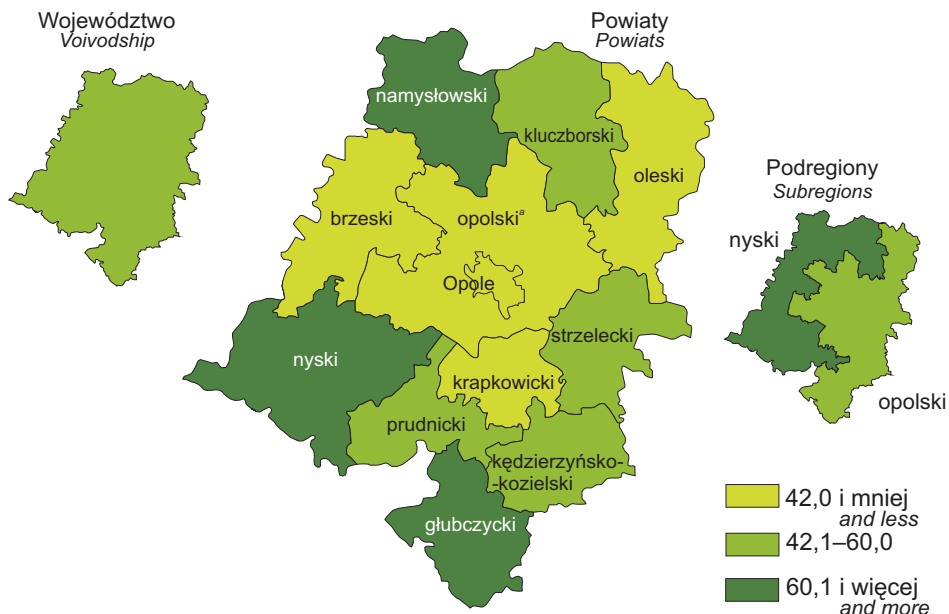 Województwo
Voivodship
Powiaty
Powiats
namysłowski
kluczborski
oleski
brzeski
opolskiᵃ
Opole
strzelecki
nyski
krapkowicki
prudnicki
kędzierzyńsko-
-kozielski
głubczycki
Podregiony
Subregions
nyski
opolski
42,0 i mniej
and less
42,1–60,0
60,1 i więcej
and more